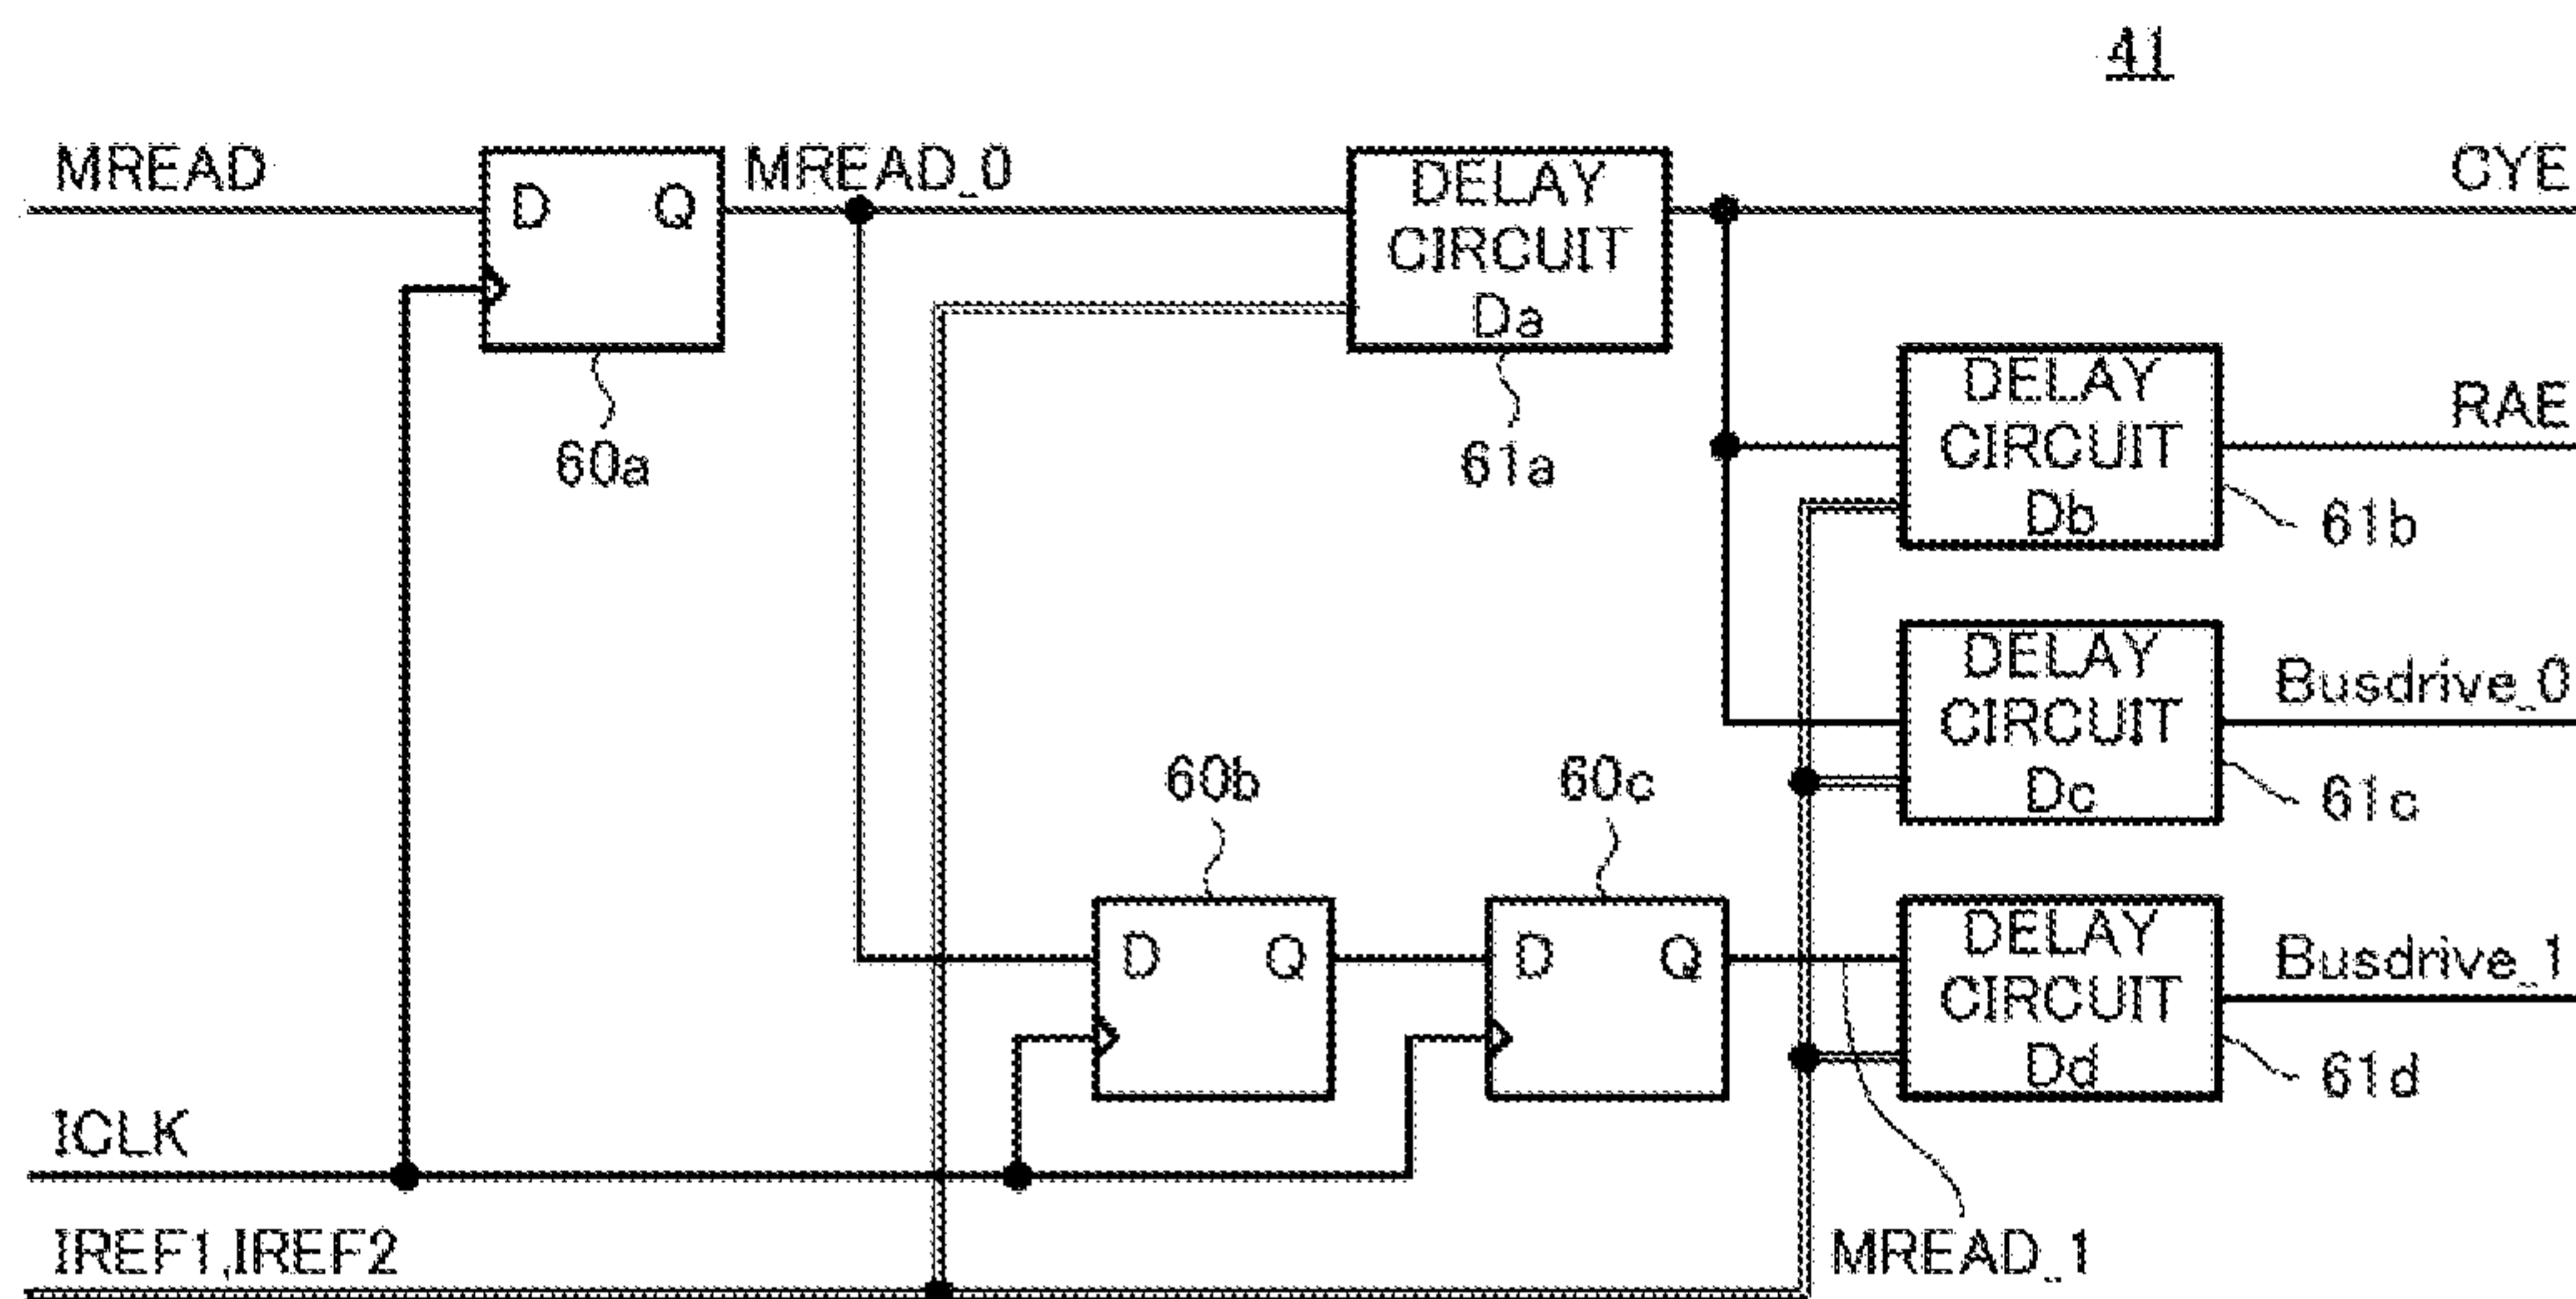 41
MREAD
D Q
MREAD_0
DELAY
CIRCUIT
Da
CYE
60a
61a
DELAY
CIRCUIT
Db
RAE
61b
DELAY
CIRCUIT
Dc
Busdrive_0
61c
60b
60c
D Q
D Q
DELAY
CIRCUIT
Dd
Busdrive_1
61d
ICLK
IREF1,IREF2
MREAD_1